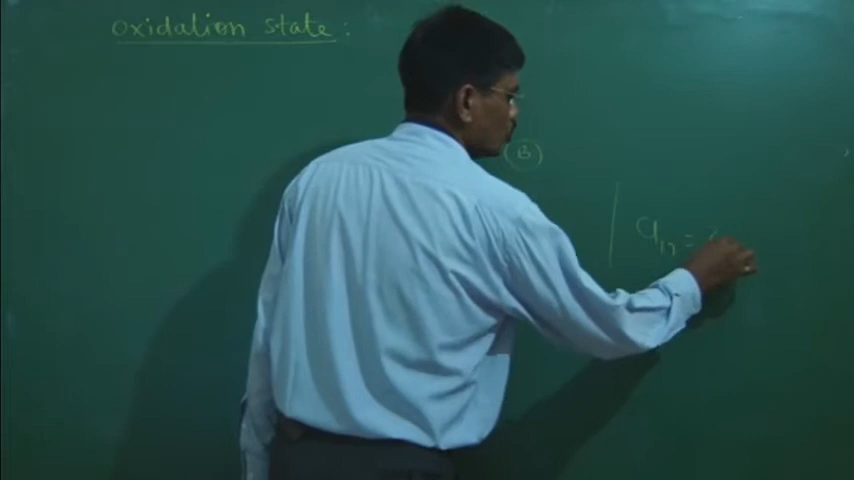 Oxidation state :
B
Cl17 =